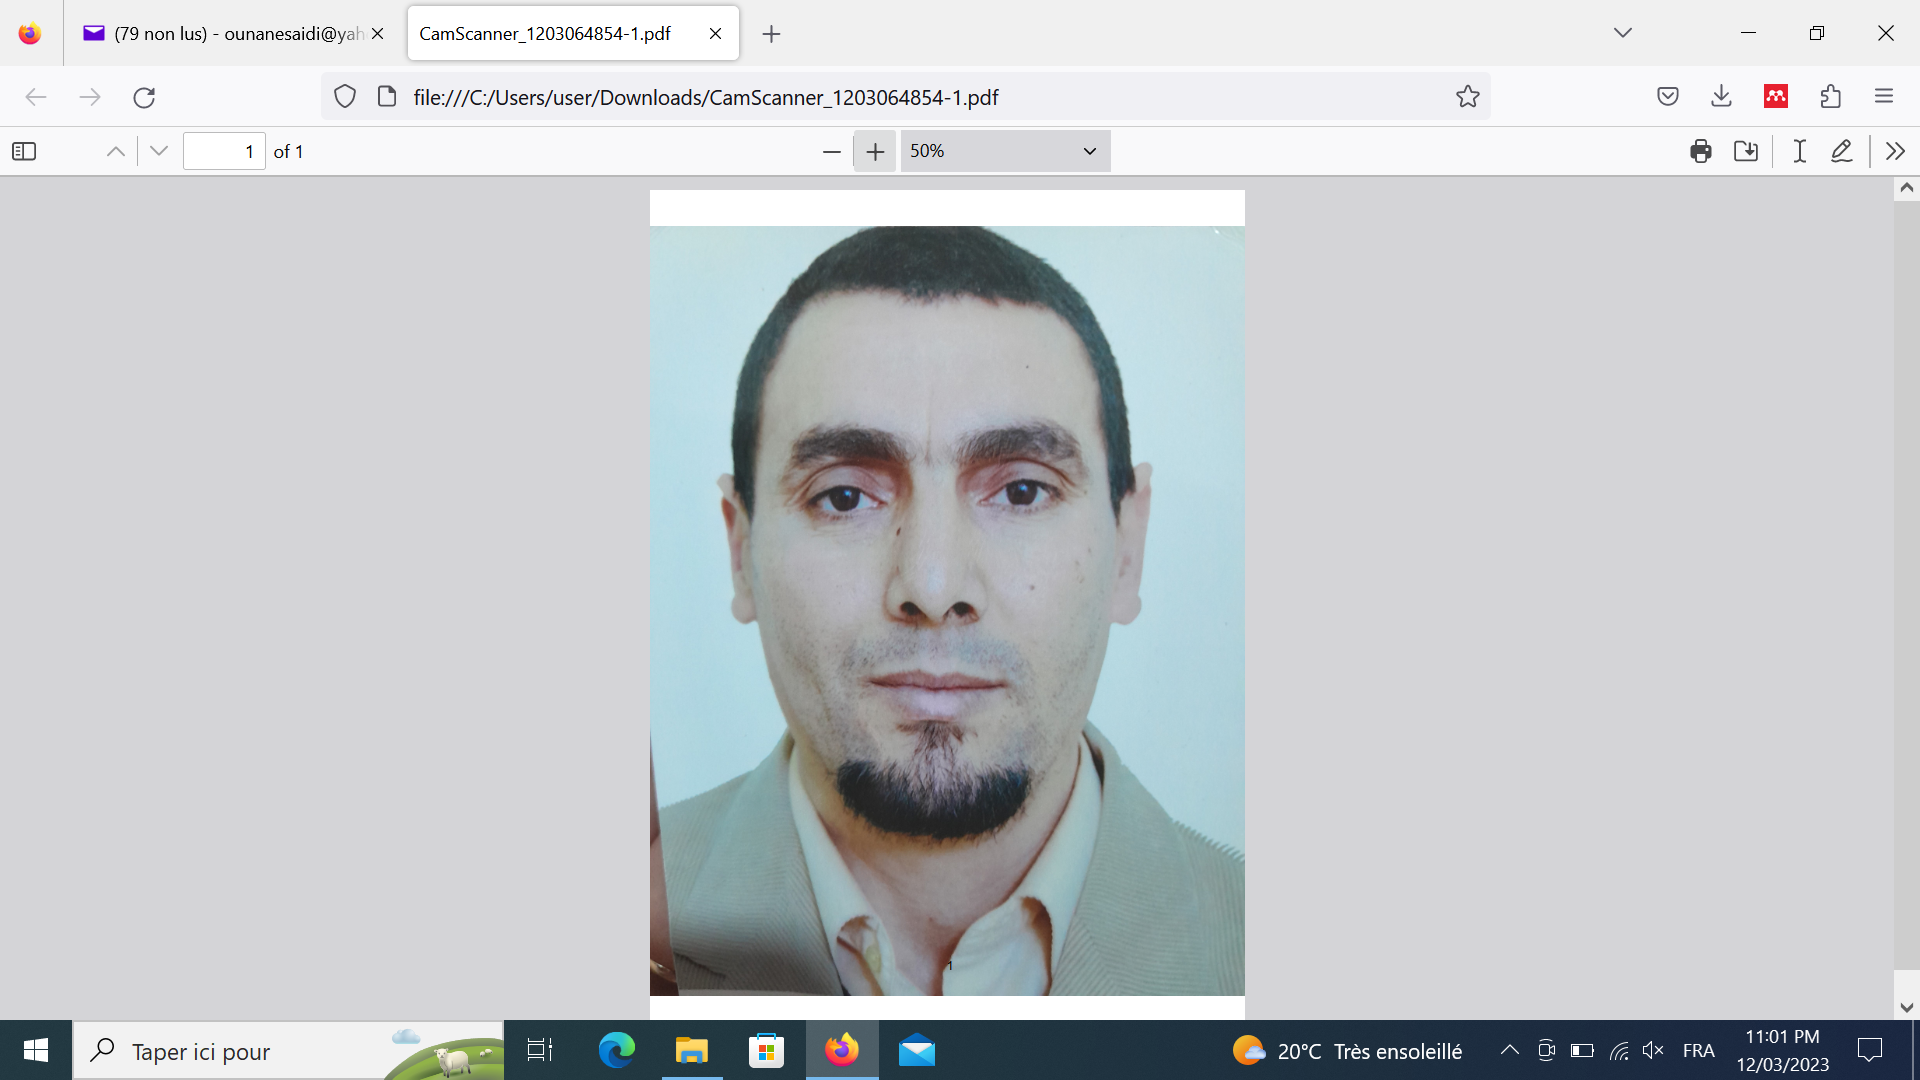 (79 non lus) - ounanesaidi@yah
CamScanner_1203064854-1.pdf
file:///C:/Users/user/Downloads/CamScanner_1203064854-1.pdf
1 of 1
50%
1
Taper ici pour
20°C Très ensoleillé
FRA
11:01 PM
12/03/2023